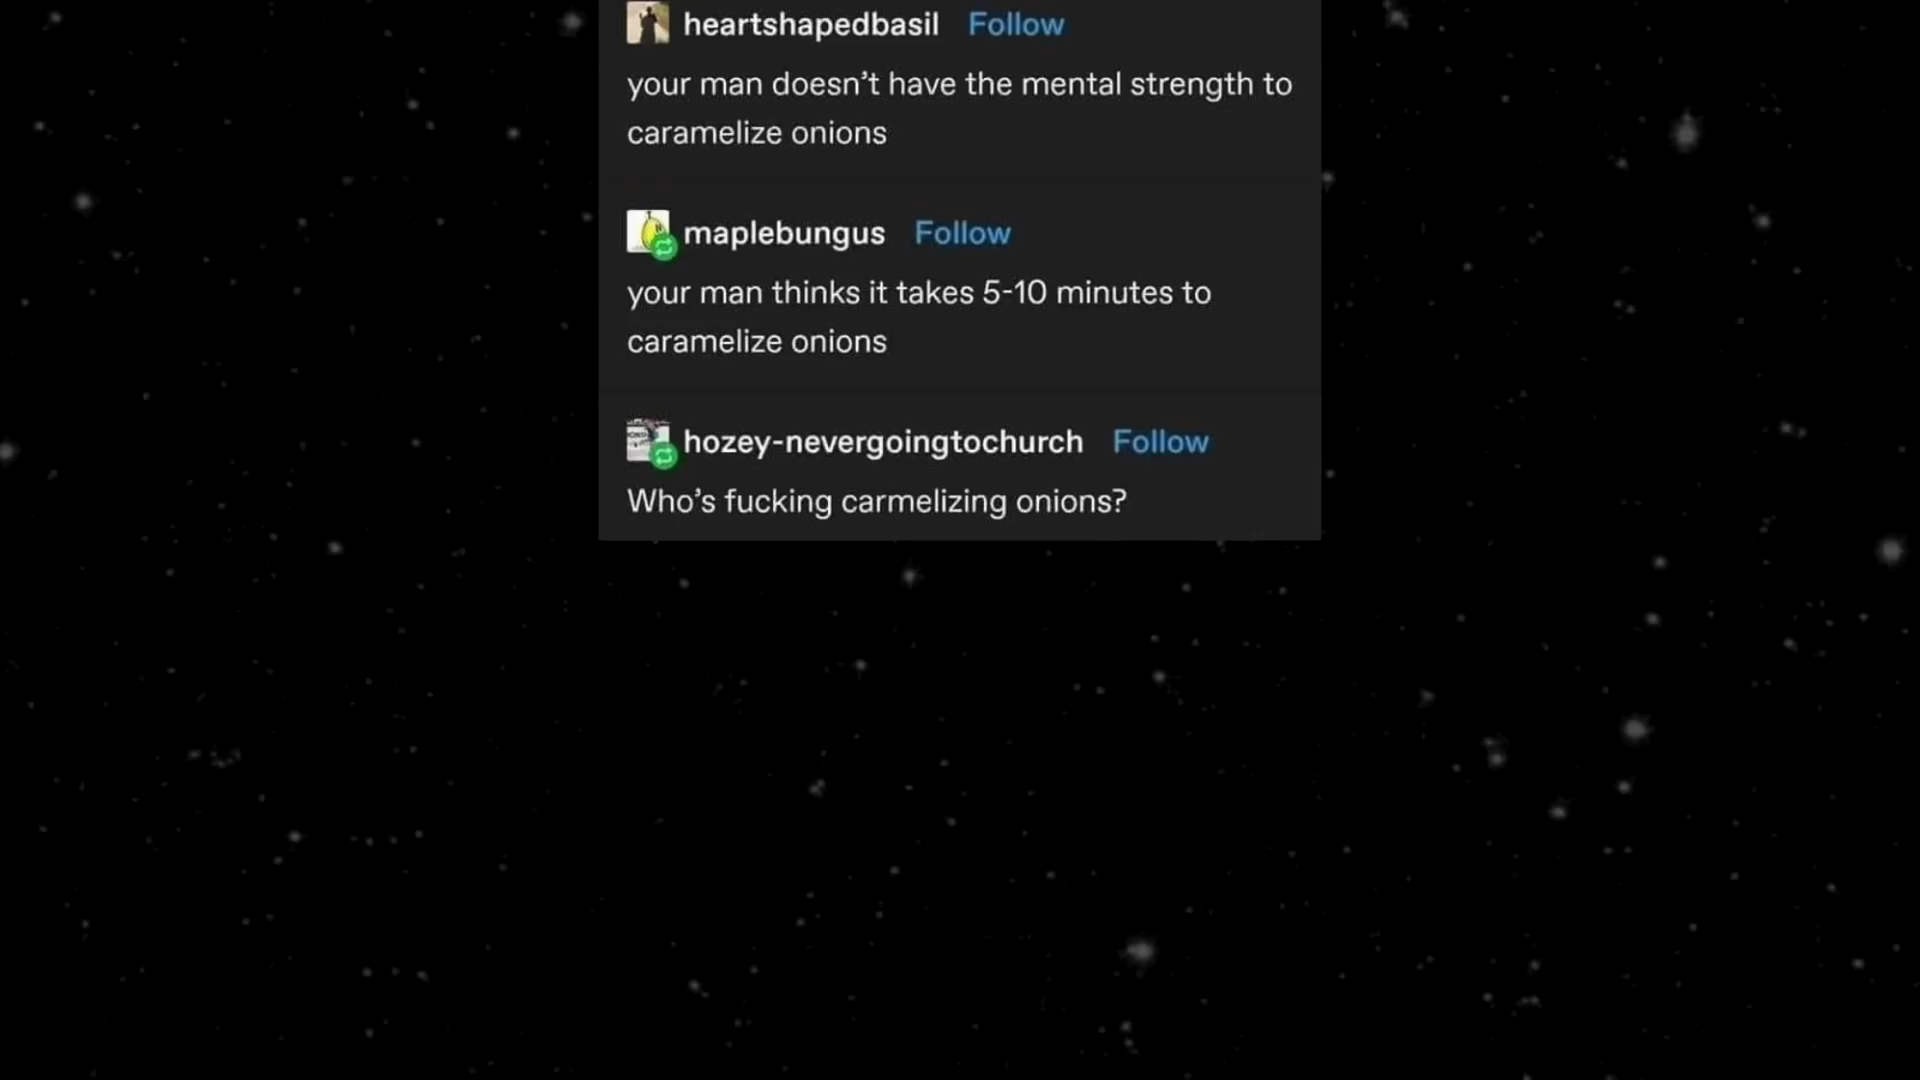 heartshapedbasil Follow
your man doesn’t have the mental strength to
caramelize onions
maplebungus Follow
your man thinks it takes 5-10 minutes to
caramelize onions
hozey-nevergoingtochurch Follow
Who’s fucking carmelizing onions?